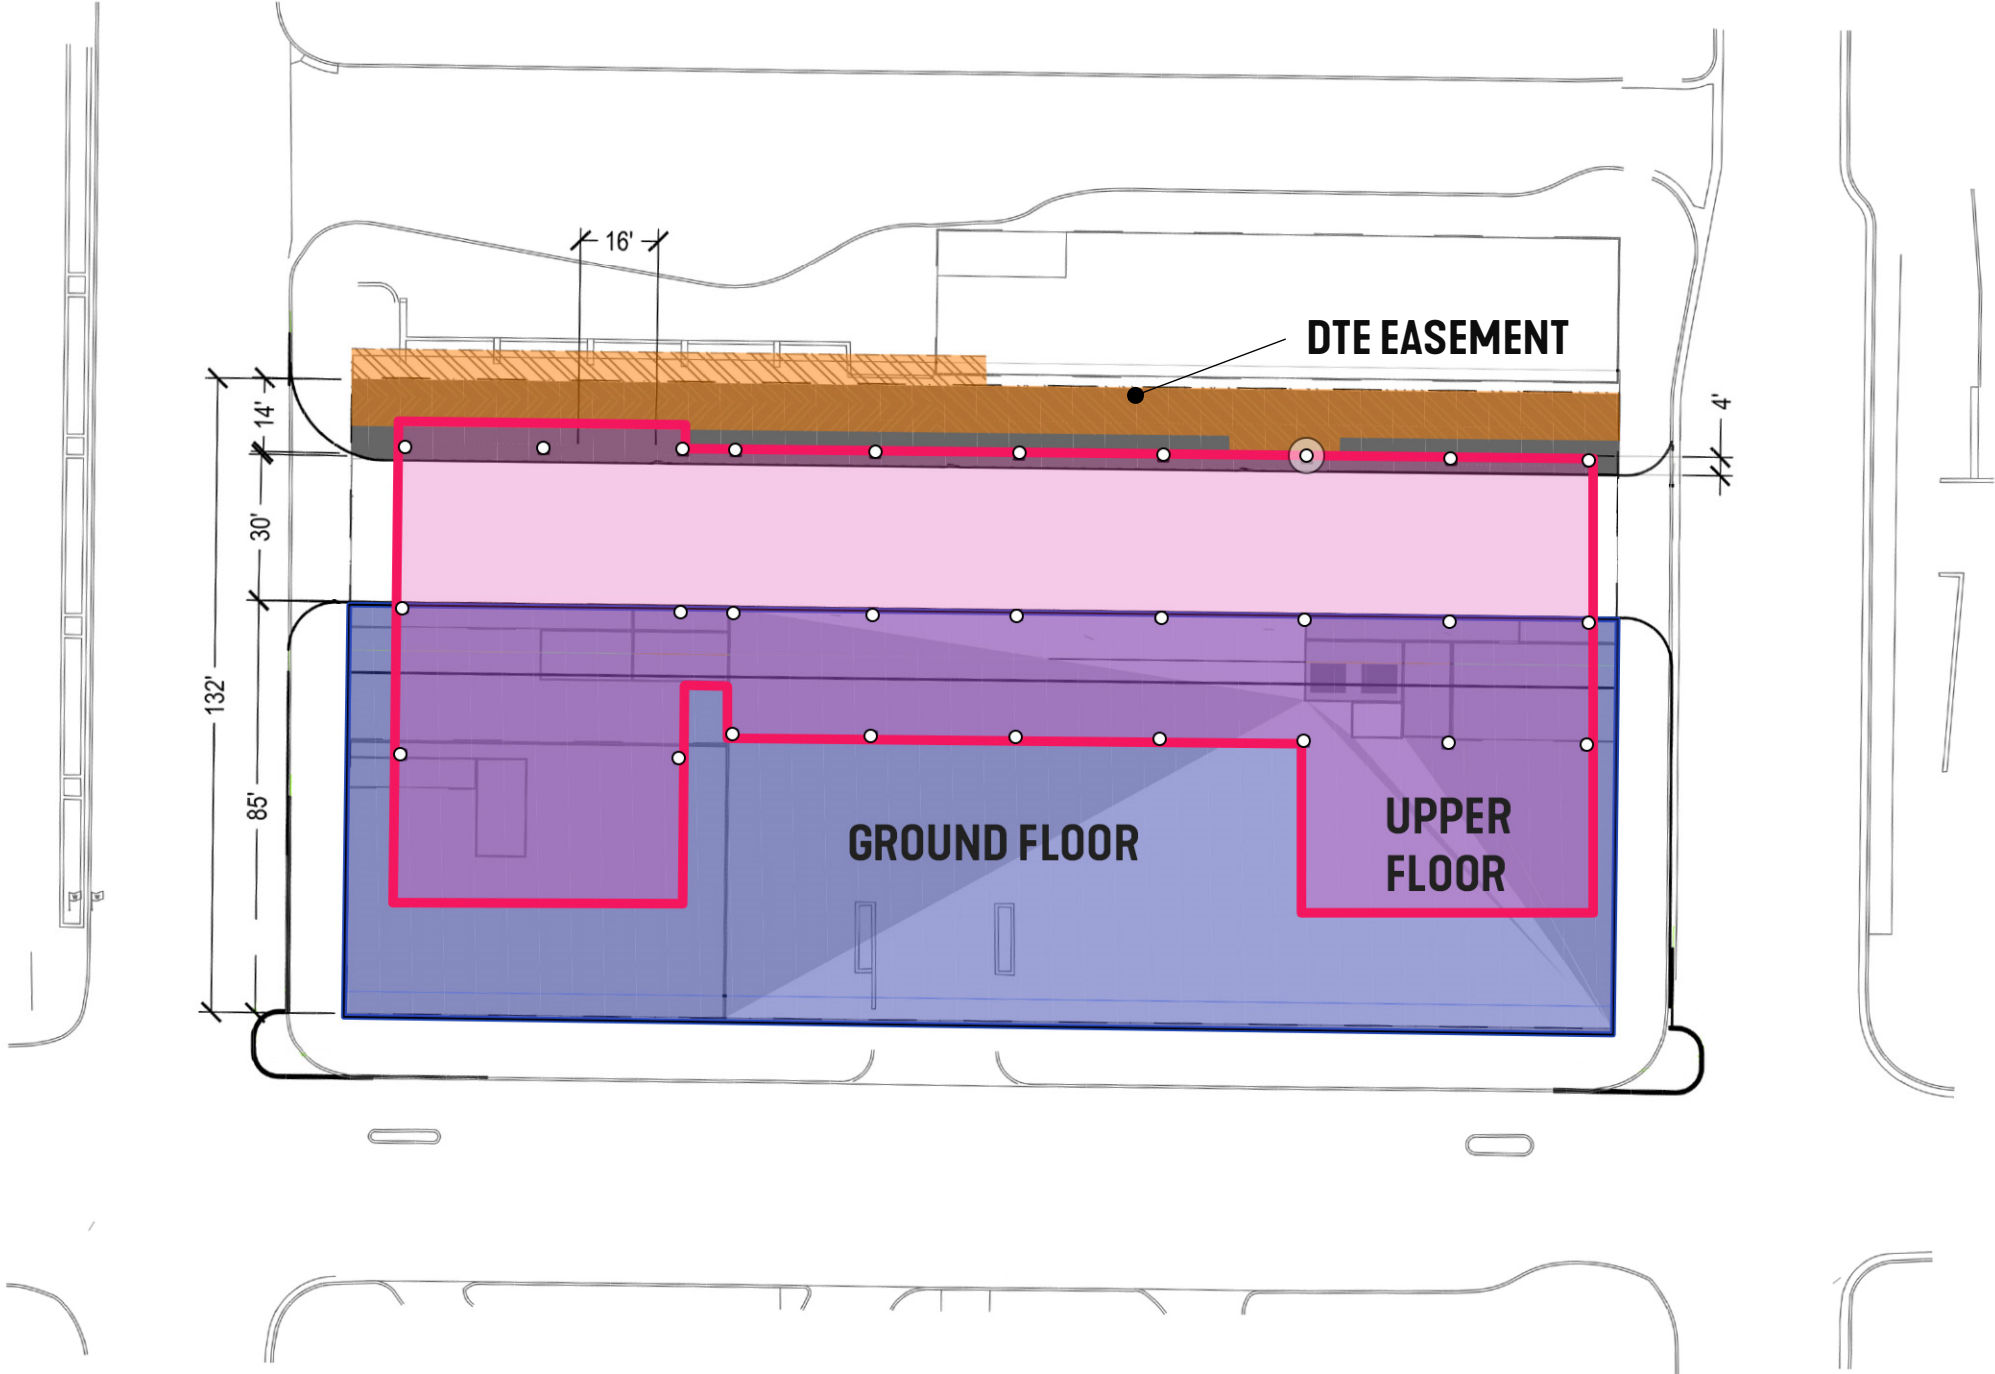 16'
DTE EASEMENT
14'
4'
30'
132'
85'
GROUND FLOOR
UPPER
FLOOR